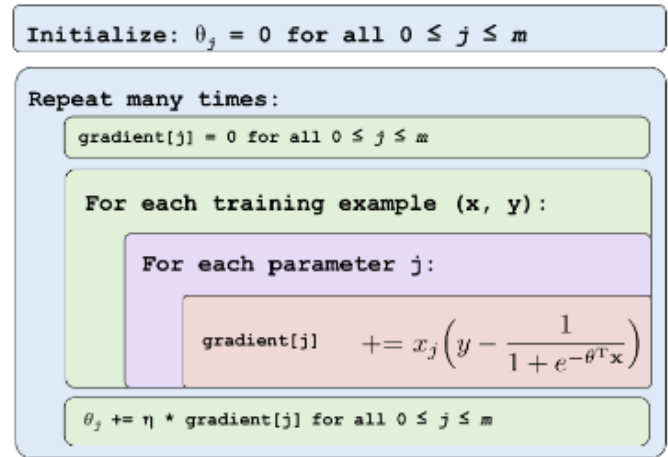 Initialize: θⱼ = 0 for all 0 ≤ j ≤ m
Repeat many times:
gradient[j] = 0 for all 0 ≤ j ≤ m
For each training example (x, y):
For each parameter j:
gradient[j] += xⱼ(y − 1 / (1 + e^{−θᵀx}))
θⱼ += η * gradient[j] for all 0 ≤ j ≤ m